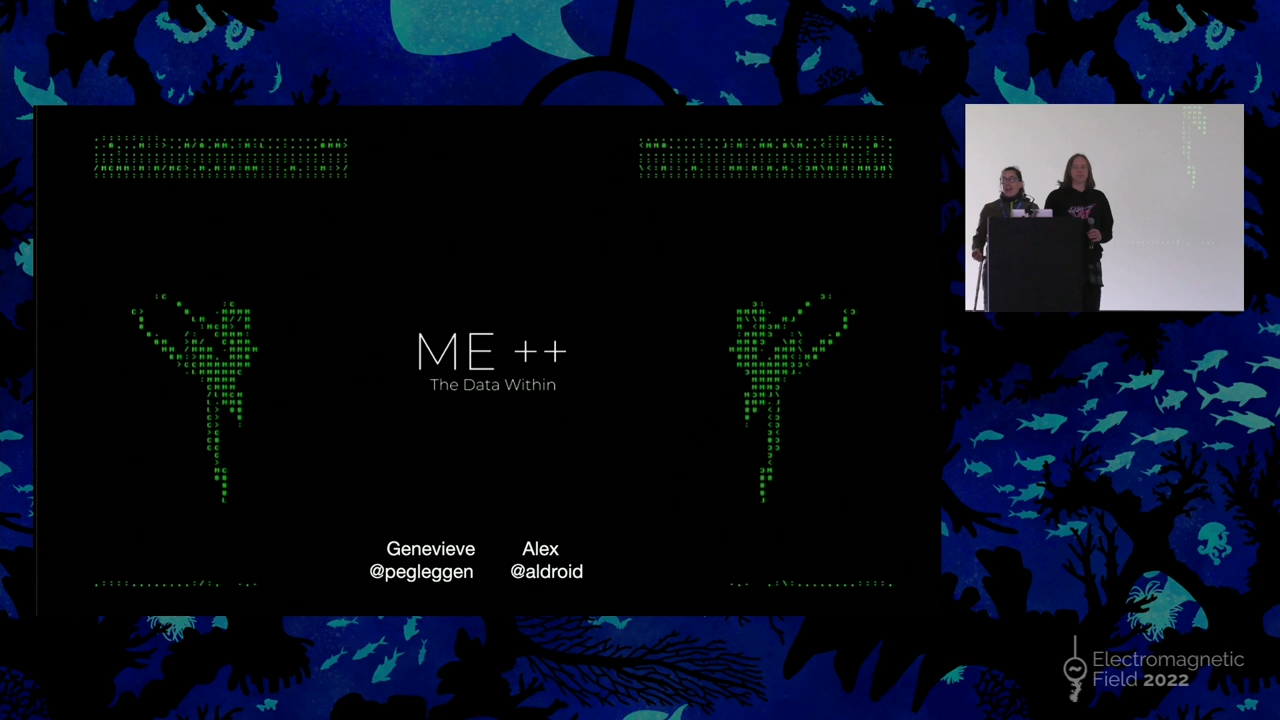 ME ++
The Data Within
Genevieve Alex
@pegleggen @aldroid
Electromagnetic
Field 2022